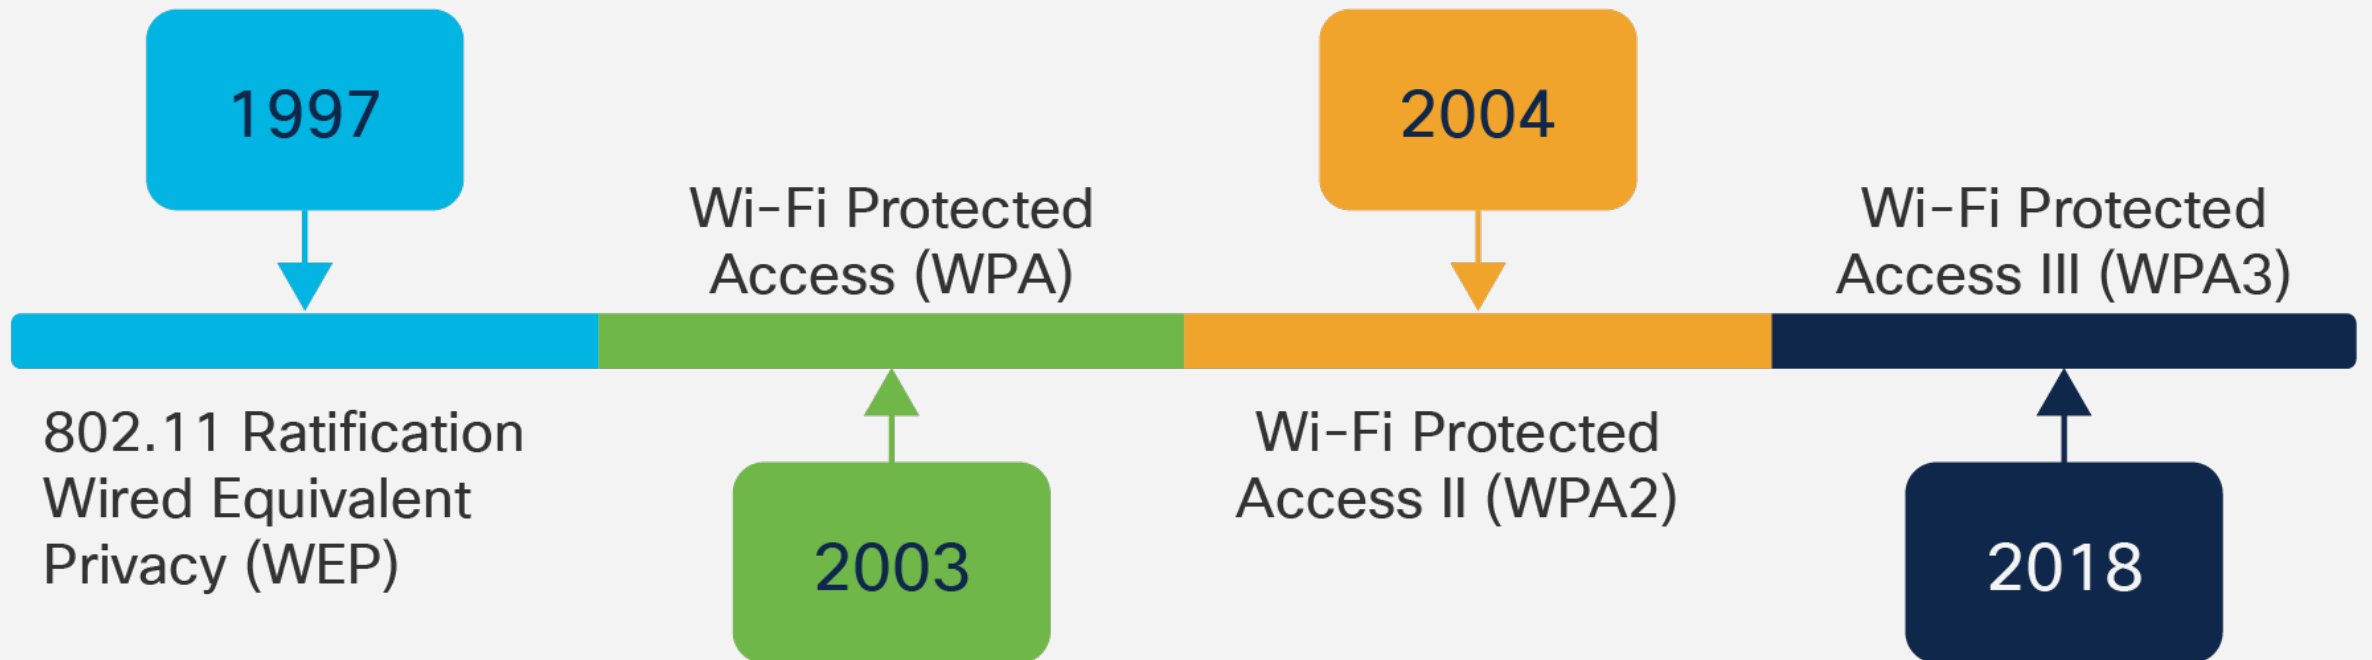 1997
802.11 Ratification
Wired Equivalent
Privacy (WEP)
Wi-Fi Protected
Access (WPA)
2003
2004
Wi-Fi Protected
Access II (WPA2)
Wi-Fi Protected
Access III (WPA3)
2018